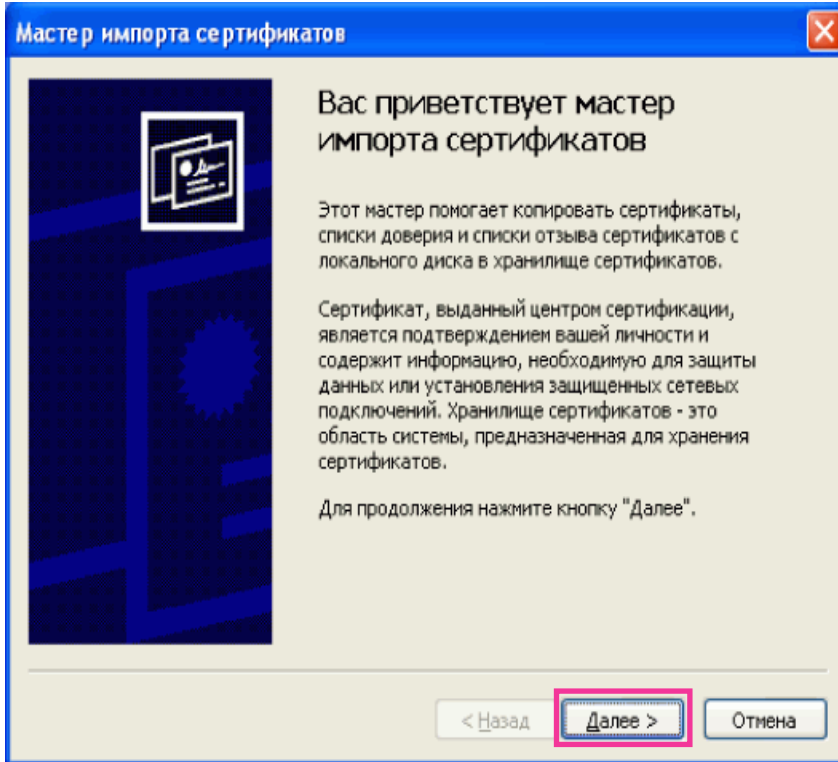 Мастер импорта сертификатов
Вас приветствует мастер
импорта сертификатов
Этот мастер помогает копировать сертификаты,
списки доверия и списки отзыва сертификатов с
локального диска в хранилище сертификатов.
Сертификат, выданный центром сертификации,
является подтверждением вашей личности и
содержит информацию, необходимую для защиты
данных или установления защищенных сетевых
подключений. Хранилище сертификатов - это
область системы, предназначенная для хранения
сертификатов.
Для продолжения нажмите кнопку "Далее".
< Назад Далее > Отмена